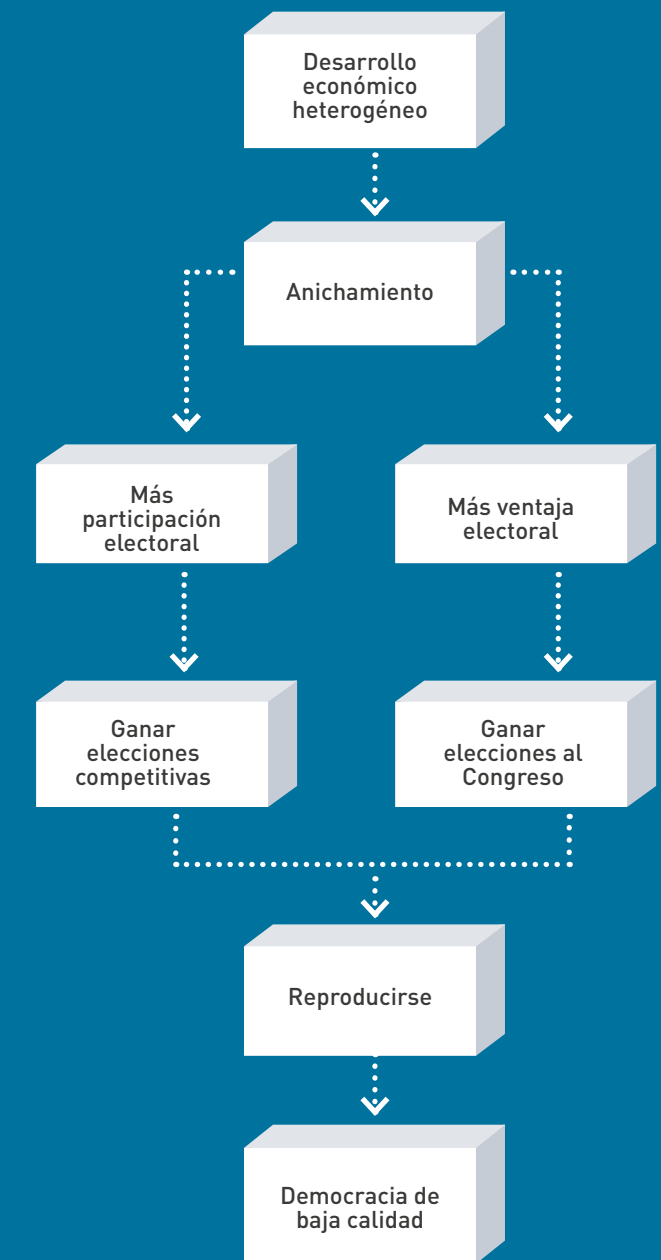 Desarrollo
económico
heterogéneo
Anichamiento
Más
participación
electoral
Más ventaja
electoral
Ganar
elecciones
competitivas
Ganar
elecciones al
Congreso
Reproducirse
Democracia de
baja calidad